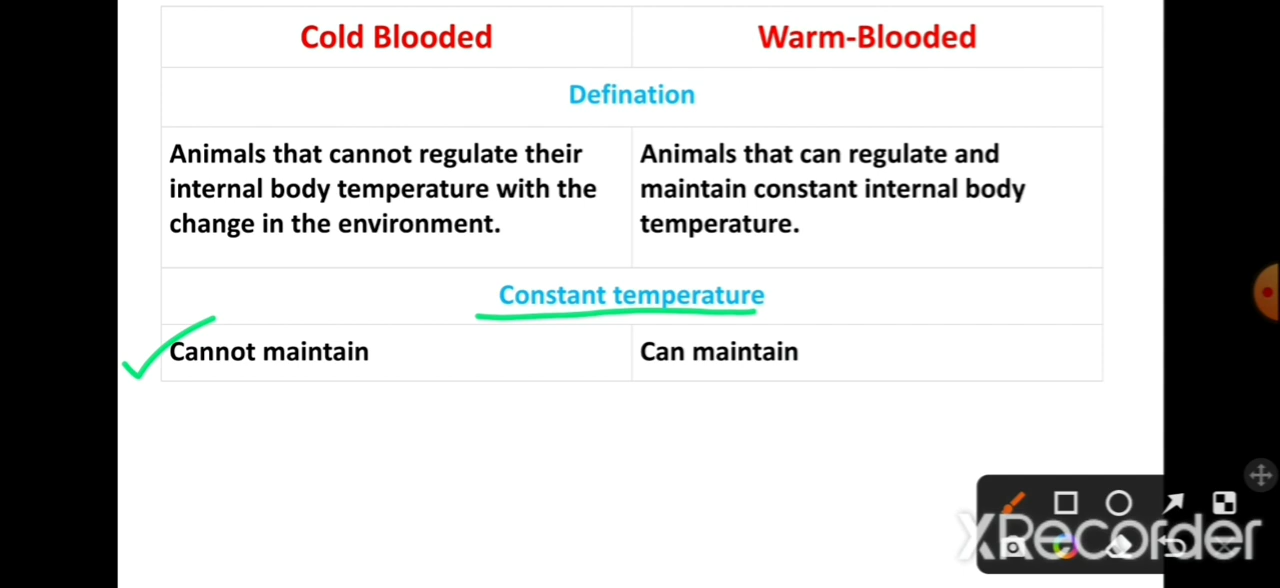 Cold Blooded
Warm-Blooded
Defination
Animals that cannot regulate their
internal body temperature with the
change in the environment.
Animals that can regulate and
maintain constant internal body
temperature.
Constant temperature
Cannot maintain
Can maintain
XRecorder